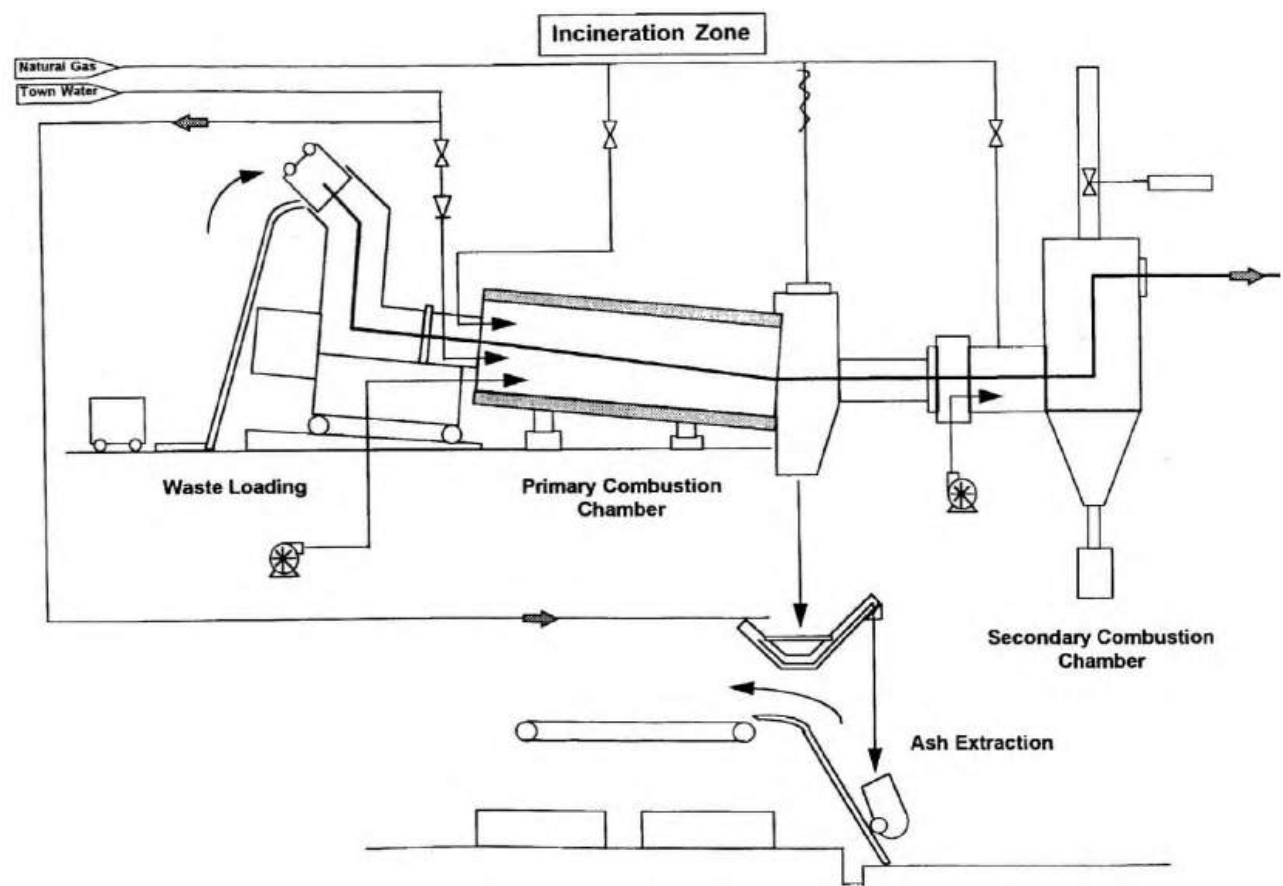 Incineration Zone
Natural Gas
Town Water
Waste Loading
Primary Combustion
Chamber
Secondary Combustion
Chamber
Ash Extraction